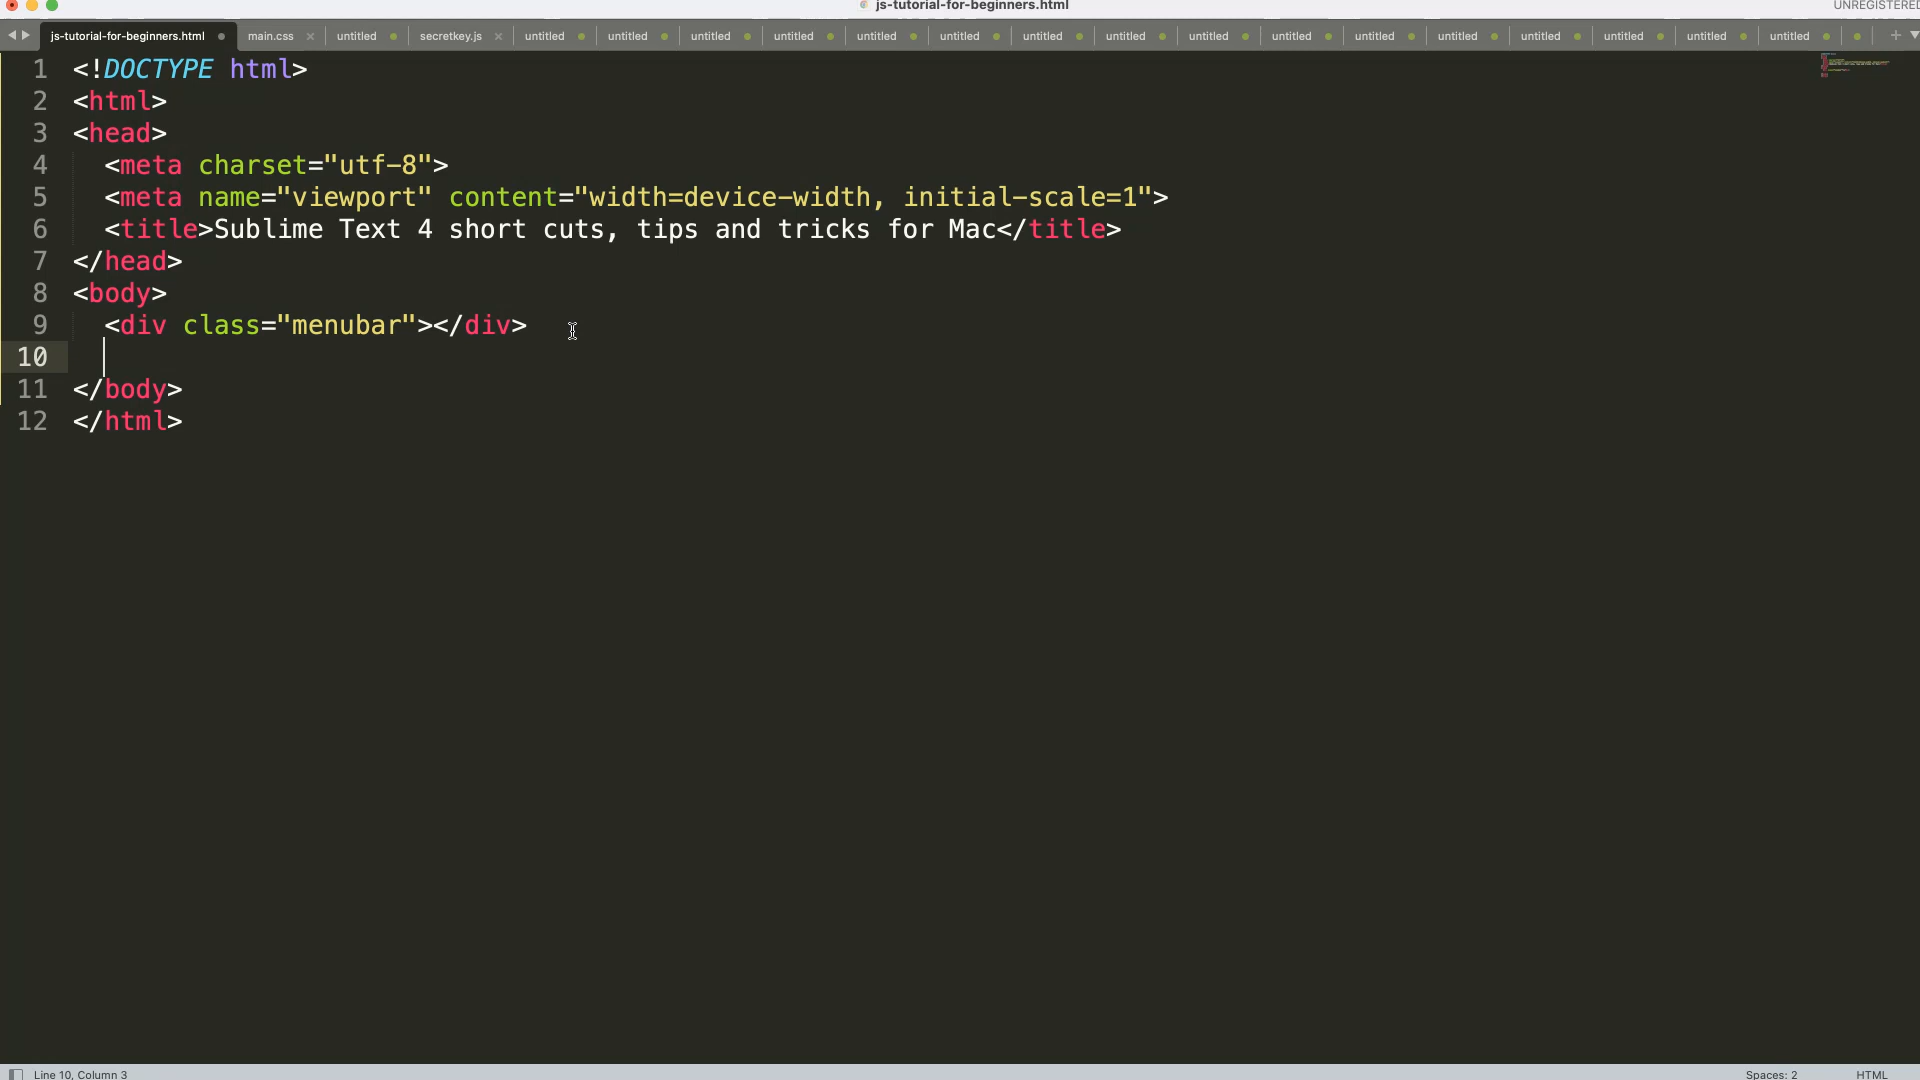 js-tutorial-for-beginners.html
UNREGISTERED
js-tutorial-for-beginners.html main.css untitled secretkey.js untitled untitled untitled untitled untitled untitled untitled untitled untitled untitled untitled untitled untitled untitled untitled untitled
1 <!DOCTYPE html>
2 <html>
3 <head>
4 <meta charset="utf-8">
5 <meta name="viewport" content="width=device-width, initial-scale=1">
6 <title>Sublime Text 4 short cuts, tips and tricks for Mac</title>
7 </head>
8 <body>
9 <div class="menubar"></div>
10
11 </body>
12 </html>
Line 10, Column 3
Spaces: 2
HTML